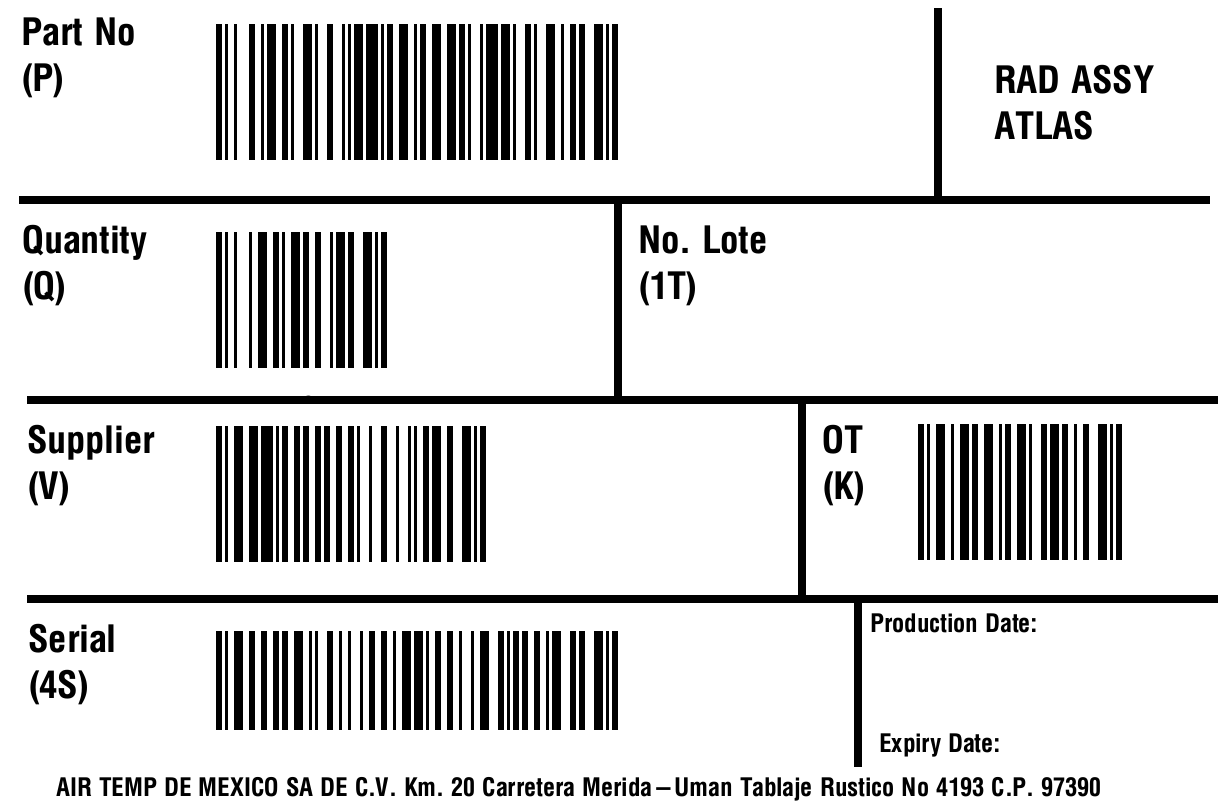 Part No
(P)
RAD ASSY
ATLAS
Quantity
(Q)
No. Lote
(1T)
Supplier
(V)
OT
(K)
Serial
(4S)
Production Date:
Expiry Date:
AIR TEMP DE MEXICO SA DE C.V. Km. 20 Carretera Merida–Uman Tablaje Rustico No 4193 C.P. 97390